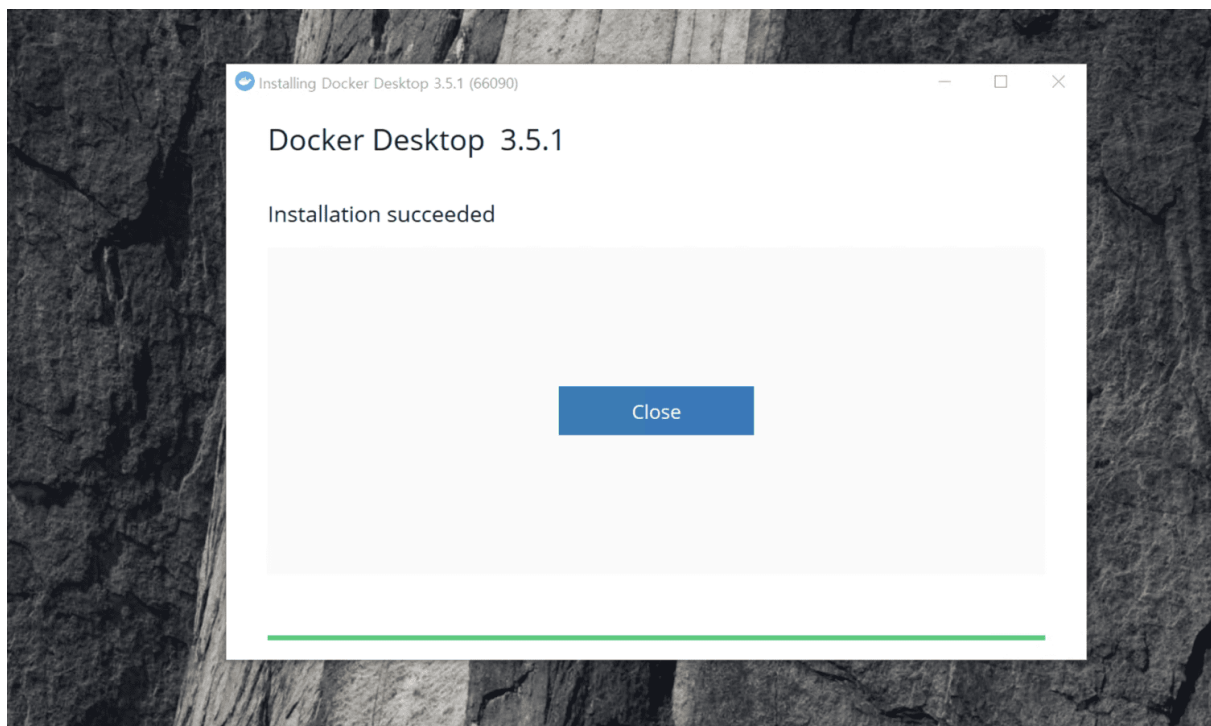 Installing Docker Desktop 3.5.1 (66090)
Docker Desktop 3.5.1
Installation succeeded
Close